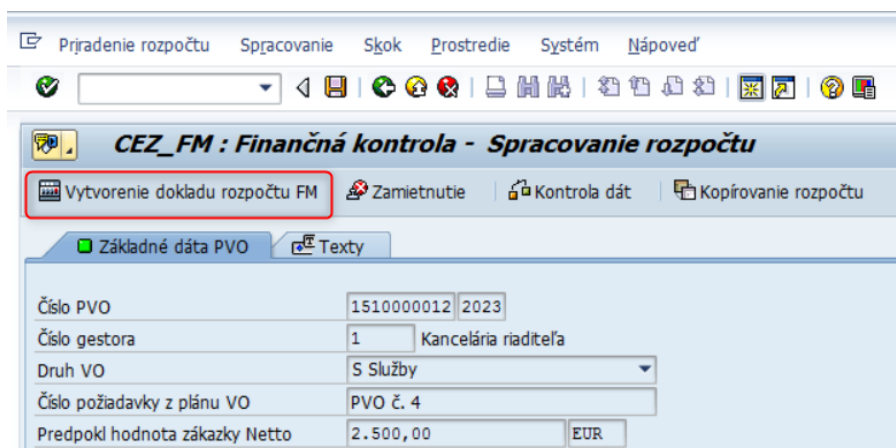 Priradenie rozpočtu Spracovanie Skok Prostredie Systém Nápoveď
CEZ_FM : Finančná kontrola - Spracovanie rozpočtu
Vytvorenie dokladu rozpočtu FM Zamietnutie Kontrola dát Kopírovanie rozpočtu
Základné dáta PVO Texty
Číslo PVO 1510000012 2023
Číslo gestora 1 Kancelária riaditeľa
Druh VO S Služby
Číslo požiadavky z plánu VO PVO č. 4
Predpokl hodnota zákazky Netto 2.500,00 EUR